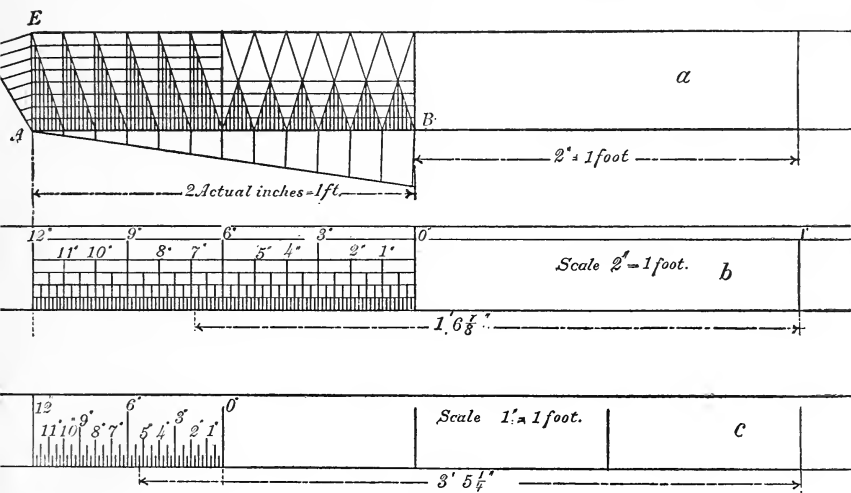 E
a
A
B
2" = 1 foot
2 Actual inches = 1 ft.
12" 9" 6" 3" 0' 1'
11" 10" 8" 7" 5" 4" 2" 1"
Scale 2" = 1 foot.
b
1' 6 7/8"
12 6" 0'
9" 3"
11" 10" 8" 7" 5" 4" 2" 1"
Scale 1" = 1 foot.
c
3' 5 1/4"